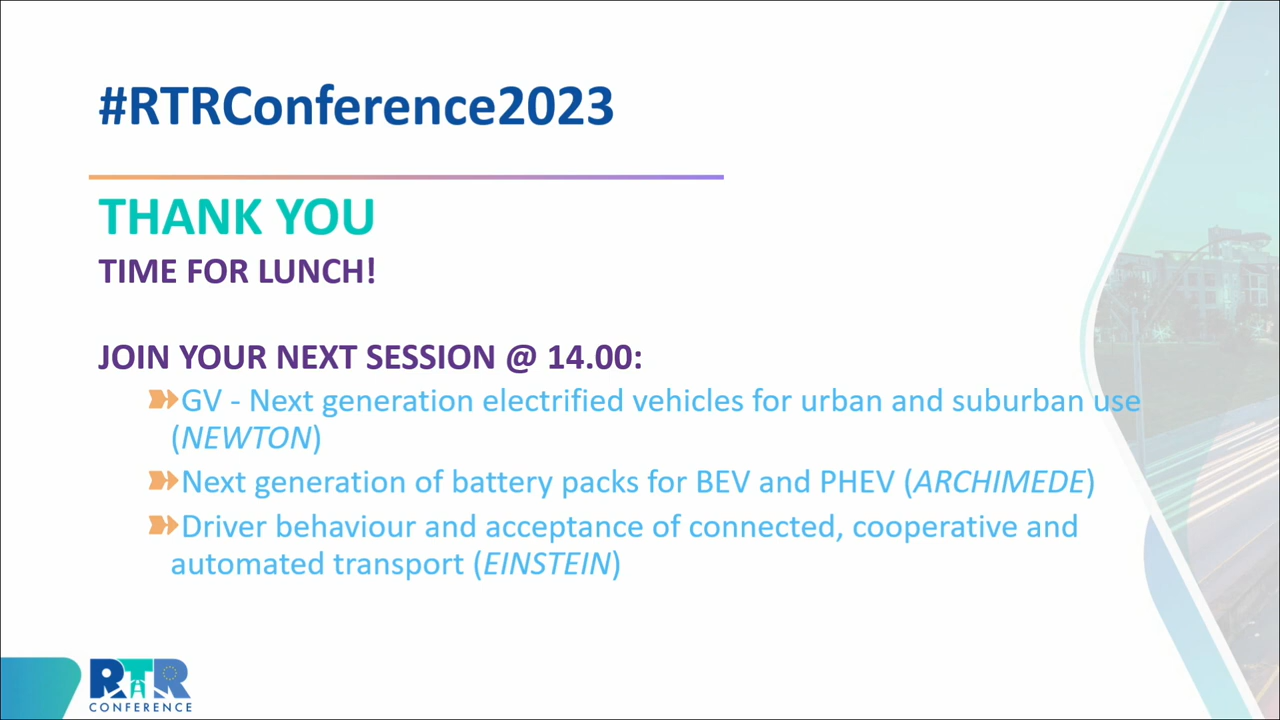 #RTRConference2023
THANK YOU
TIME FOR LUNCH!
JOIN YOUR NEXT SESSION @ 14.00:
GV - Next generation electrified vehicles for urban and suburban use
(NEWTON)
Next generation of battery packs for BEV and PHEV (ARCHIMEDE)
Driver behaviour and acceptance of connected, cooperative and
automated transport (EINSTEIN)
RTR
CONFERENCE